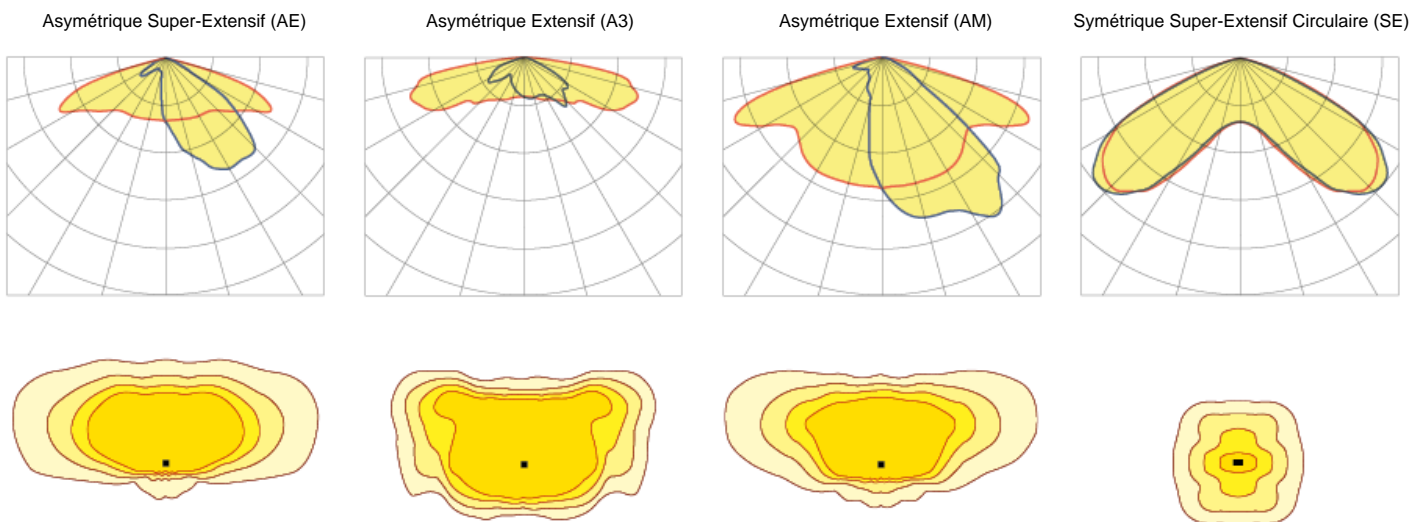 Asymétrique Super-Extensif (AE)
Asymétrique Extensif (A3)
Asymétrique Extensif (AM)
Symétrique Super-Extensif Circulaire (SE)